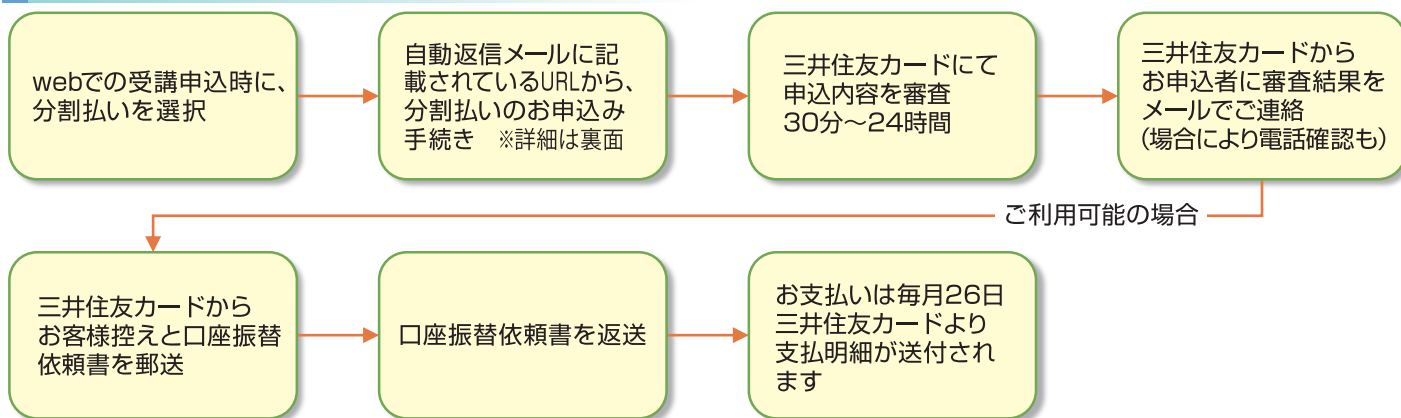 webでの受講申込時に、
分割払いを選択
自動返信メールに記
載されているURLから、
分割払いのお申込み
手続き　※詳細は裏面
三井住友カードにて
申込内容を審査
30分～24時間
三井住友カードから
お申込者に審査結果を
メールでご連絡
(場合により電話確認も)
ご利用可能の場合
三井住友カードから
お客様控えと口座振替
依頼書を郵送
口座振替依頼書を返送
お支払いは毎月26日
三井住友カードより
支払明細が送付され
ます